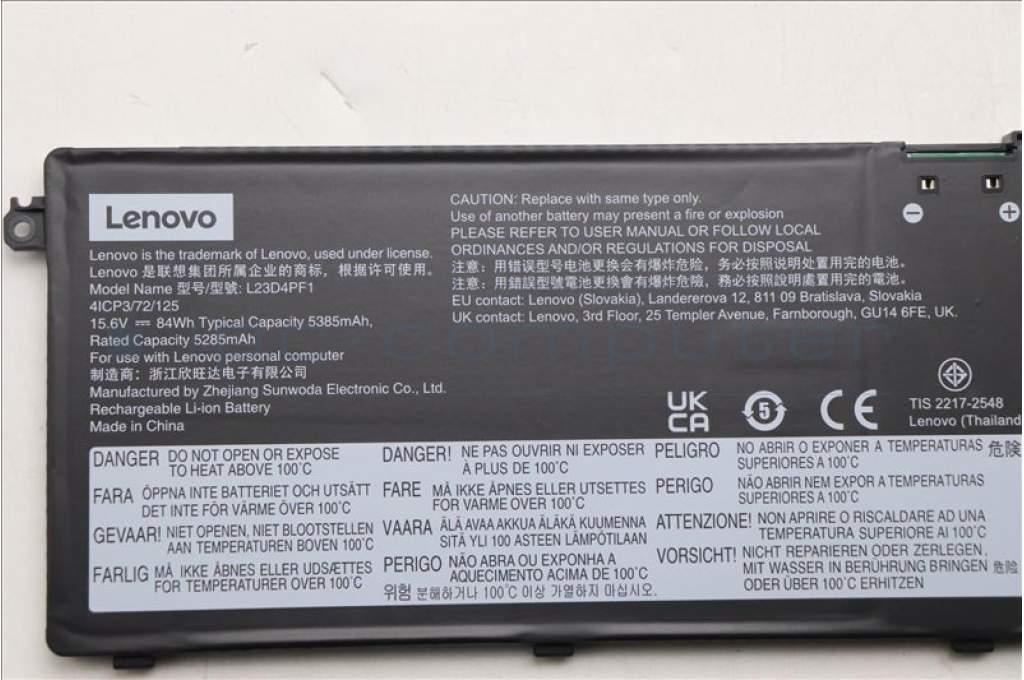 Lenovo
Lenovo is the trademark of Lenovo, used under license.
Lenovo 是联想集团所属企业的商标，根据许可使用。
Model Name 型号/型號: L23D4PF1
4ICP3/72/125
15.6V ⎓ 84Wh Typical Capacity 5385mAh,
Rated Capacity 5285mAh
For use with Lenovo personal computer
制造商：浙江欣旺达电子有限公司
Manufactured by Zhejiang Sunwoda Electronic Co., Ltd.
Rechargeable Li-ion Battery
Made in China
CAUTION: Replace with same type only.
Use of another battery may present a fire or explosion
PLEASE REFER TO USER MANUAL OR FOLLOW LOCAL
ORDINANCES AND/OR REGULATIONS FOR DISPOSAL
注意：用错误型号电池更换会有爆炸危险，务必按照说明处置用完的电池。
注意：用錯誤型號電池更換會有爆炸危險，務必按照說明處置用完的電池。
EU contact: Lenovo (Slovakia), Landererova 12, 811 09 Bratislava, Slovakia
UK contact: Lenovo, 3rd Floor, 25 Templer Avenue, Farnborough, GU14 6FE, UK.
− +
UK
CA
5
CE
TIS 2217-2548
Lenovo (Thailand
DANGER DO NOT OPEN OR EXPOSE
TO HEAT ABOVE 100°C
FARA ÖPPNA INTE BATTERIET OCH UTSÄTT
DET INTE FÖR VÄRME ÖVER 100°C
GEVAAR! NIET OPENEN, NIET BLOOTSTELLEN
AAN TEMPERATUREN BOVEN 100°C
FARLIG MÅ IKKE ÅBNES ELLER UDSÆTTES
FOR TEMPERATURER OVER 100°C
DANGER! NE PAS OUVRIR NI EXPOSER
À PLUS DE 100°C
FARE MÅ IKKE ÅPNES ELLER UTSETTES
FOR VARME OVER 100°C
VAARA ÄLÄ AVAA AKKUA ÄLÄKÄ KUUMENNA
SITÄ YLI 100 ASTEEN LÄMPÖTILAAN
PERIGO NÃO ABRA OU EXPONHA A
AQUECIMENTO ACIMA DE 100°C
위험 분해하거나 100°C 이상 가열하지 마십시오.
PELIGRO NO ABRIR O EXPONER A TEMPERATURAS
SUPERIORES A 100°C
PERIGO NÃO ABRIR NEM EXPOR A TEMPERATURAS
SUPERIORES A 100°C
ATTENZIONE! NON APRIRE O RISCALDARE AD UNA
TEMPERATURA SUPERIORE AI 100°C
VORSICHT! NICHT REPARIEREN ODER ZERLEGEN,
MIT WASSER IN BERÜHRUNG BRINGEN
ODER ÜBER 100°C ERHITZEN
危険
危险